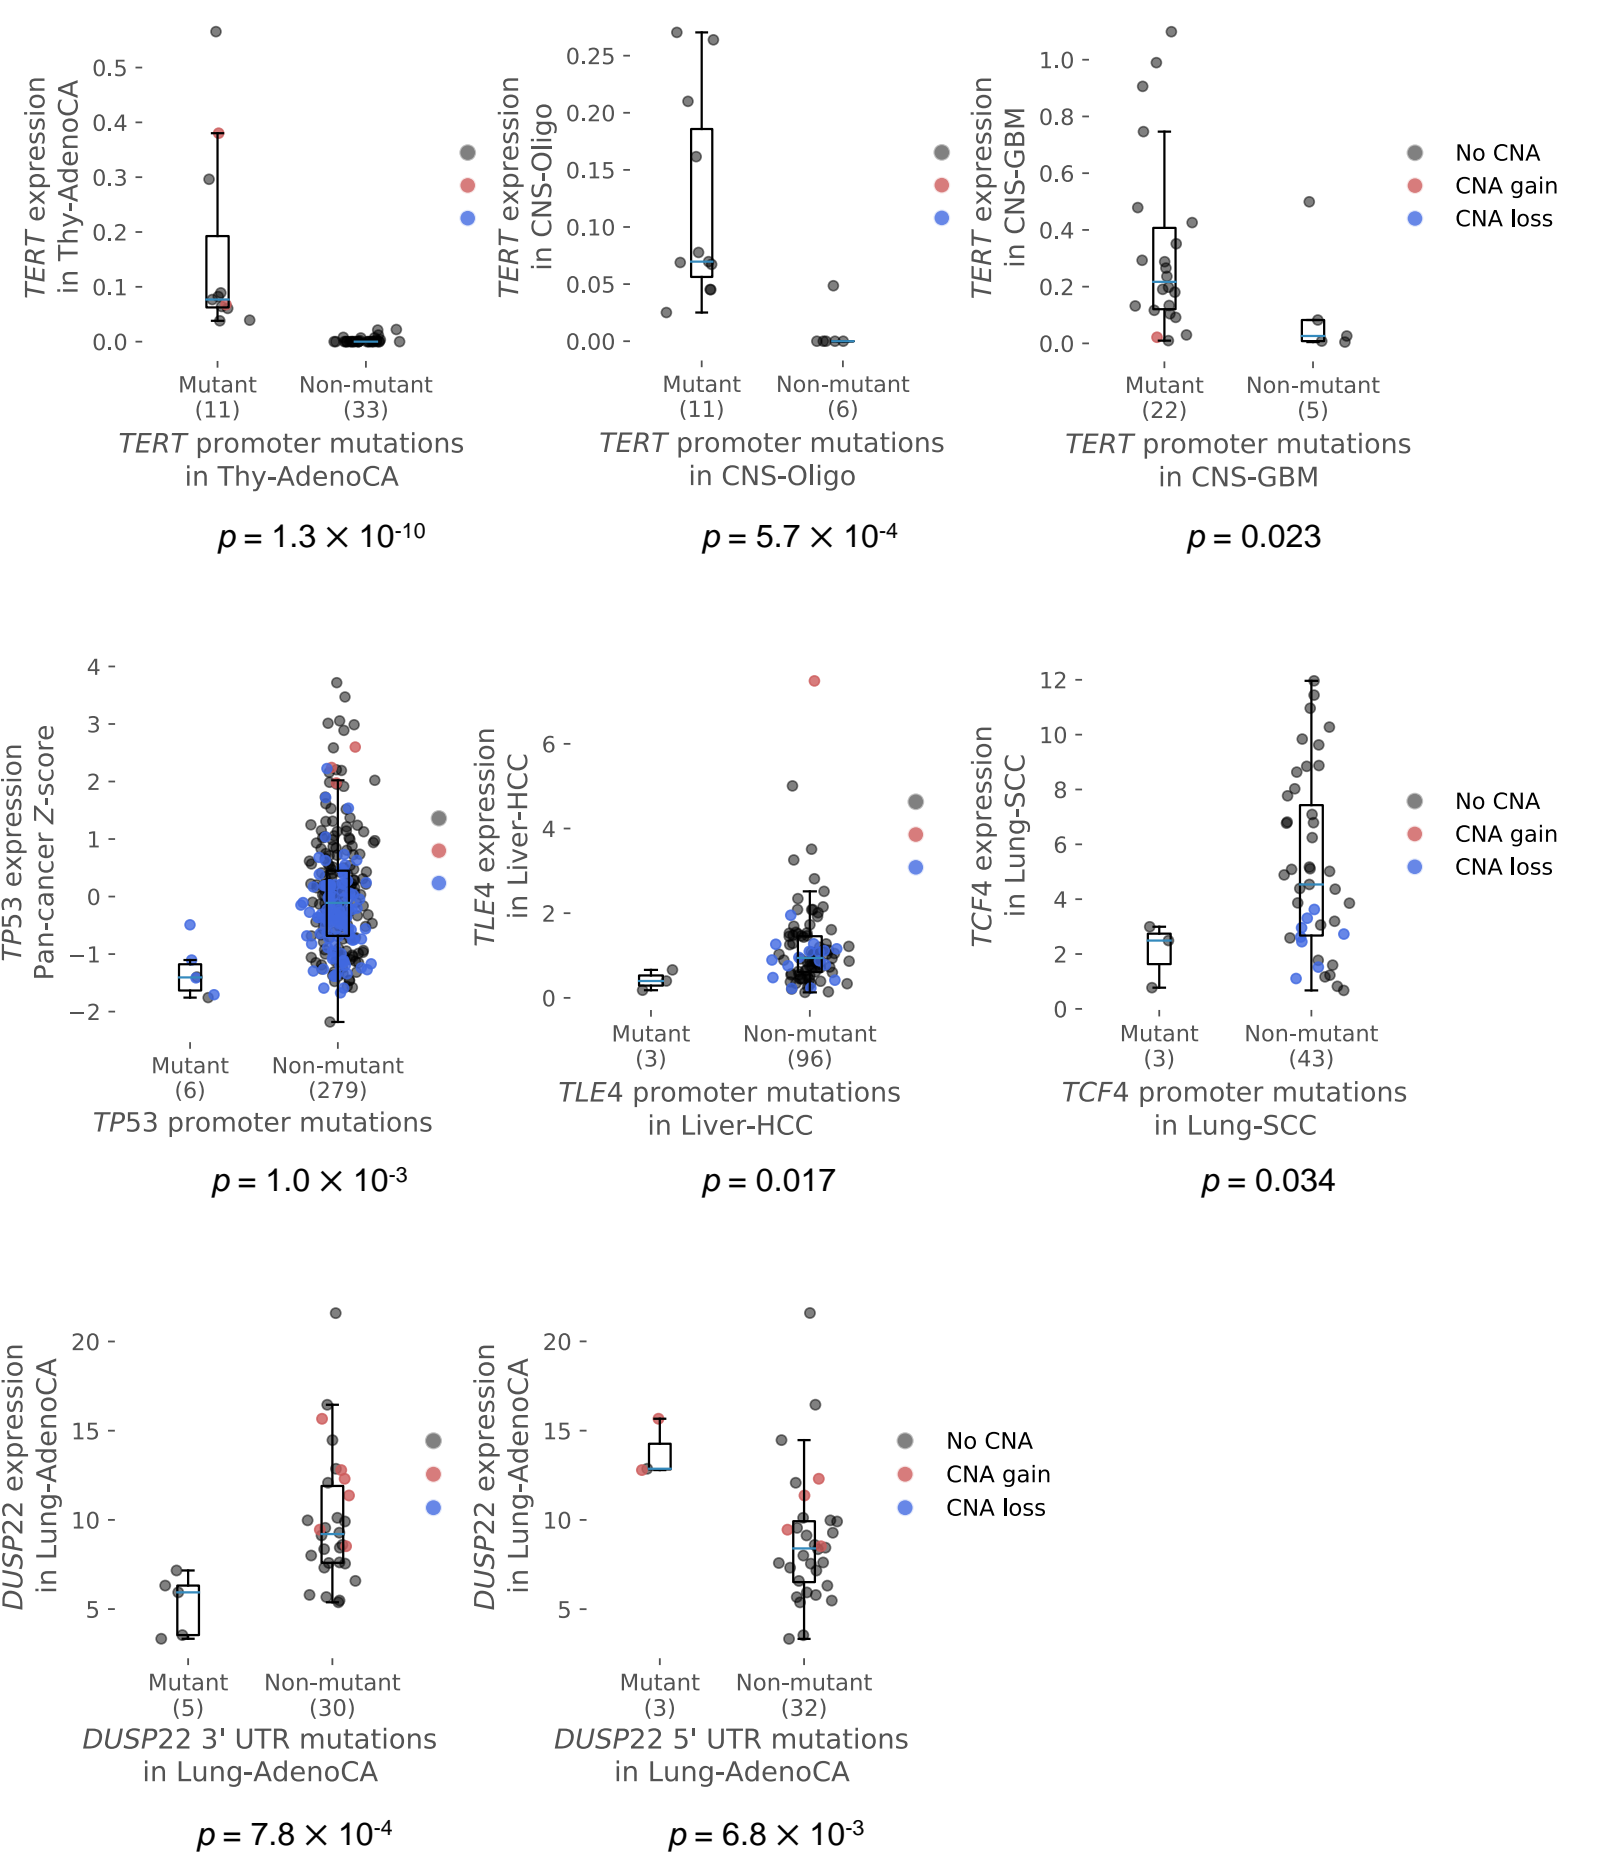 TERT expression
in Thy-AdenoCA
0.5
0.4
0.3
0.2
0.1
0.0
Mutant
(11)
Non-mutant
(33)
TERT promoter mutations
in Thy-AdenoCA
p = 1.3 × 10-10
TERT expression
in CNS-Oligo
0.25
0.20
0.15
0.10
0.05
0.00
Mutant
(11)
Non-mutant
(6)
TERT promoter mutations
in CNS-Oligo
p = 5.7 × 10-4
TERT expression
in CNS-GBM
1.0
0.8
0.6
0.4
0.2
0.0
Mutant
(22)
Non-mutant
(5)
TERT promoter mutations
in CNS-GBM
p = 0.023
No CNA
CNA gain
CNA loss
TP53 expression
Pan-cancer Z-score
4
3
2
1
0
−1
−2
Mutant
(6)
Non-mutant
(279)
TP53 promoter mutations
p = 1.0 × 10-3
TLE4 expression
in Liver-HCC
6
4
2
0
Mutant
(3)
Non-mutant
(96)
TLE4 promoter mutations
in Liver-HCC
p = 0.017
TCF4 expression
in Lung-SCC
12
10
8
6
4
2
0
Mutant
(3)
Non-mutant
(43)
TCF4 promoter mutations
in Lung-SCC
p = 0.034
No CNA
CNA gain
CNA loss
DUSP22 expression
in Lung-AdenoCA
20
15
10
5
Mutant
(5)
Non-mutant
(30)
DUSP22 3' UTR mutations
in Lung-AdenoCA
p = 7.8 × 10-4
DUSP22 expression
in Lung-AdenoCA
20
15
10
5
Mutant
(3)
Non-mutant
(32)
DUSP22 5' UTR mutations
in Lung-AdenoCA
p = 6.8 × 10-3
No CNA
CNA gain
CNA loss